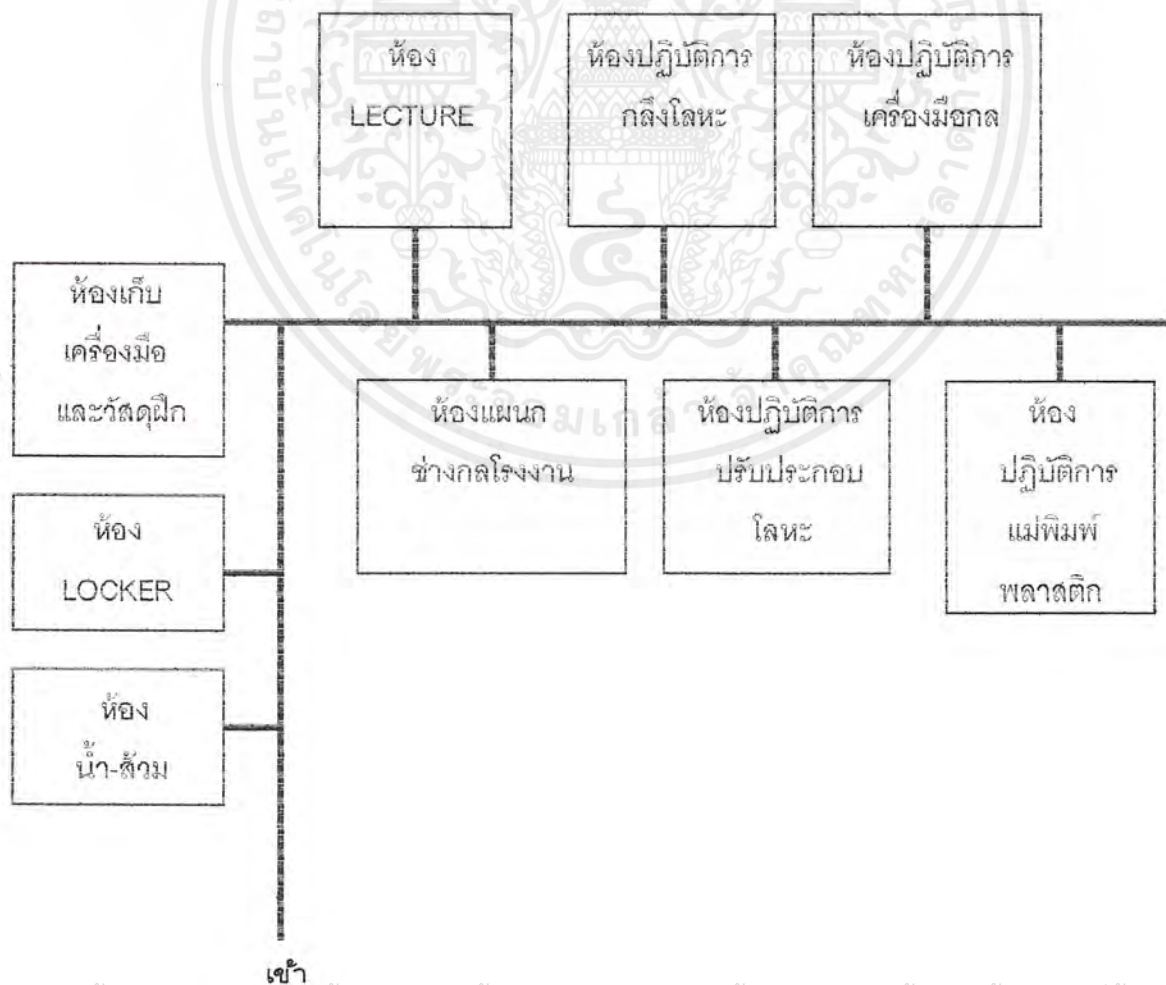 ห้อง
LECTURE
ห้องปฏิบัติการ
กลึงโลหะ
ห้องปฏิบัติการ
เครื่องมือกล
ห้องเก็บ
เครื่องมือ
และวัสดุฝึก
ห้องแผนก
ช่างกลโรงงาน
ห้องปฏิบัติการ
ปรับประกอบ
โลหะ
ห้อง
ปฏิบัติการ
แม่พิมพ์
พลาสติก
ห้อง
LOCKER
ห้อง
น้ำ-ส้วม
เข้า